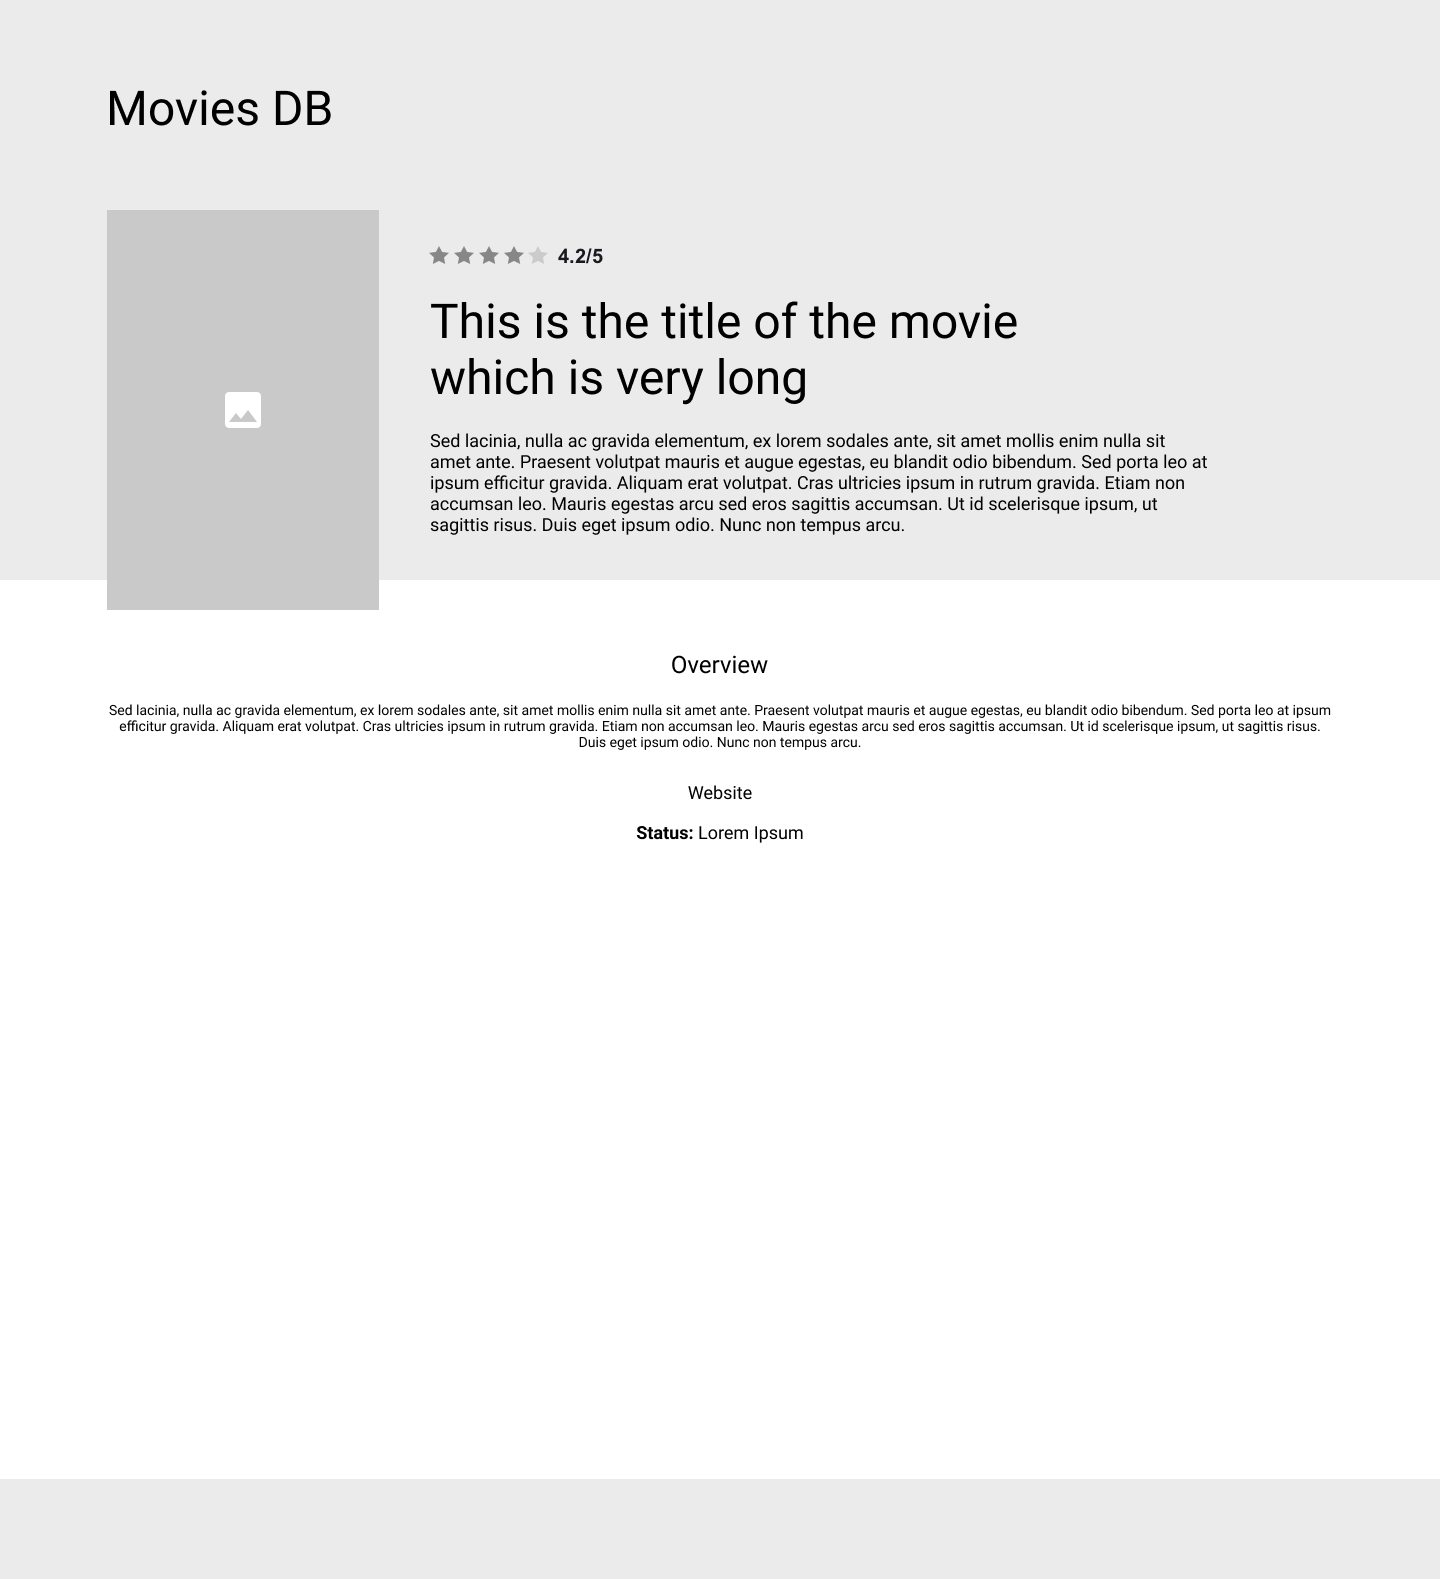 Movies DB
4.2/5
This is the title of the movie
which is very long
Sed lacinia, nulla ac gravida elementum, ex lorem sodales ante, sit amet mollis enim nulla sit
amet ante. Praesent volutpat mauris et augue egestas, eu blandit odio bibendum. Sed porta leo at
ipsum efficitur gravida. Aliquam erat volutpat. Cras ultricies ipsum in rutrum gravida. Etiam non
accumsan leo. Mauris egestas arcu sed eros sagittis accumsan. Ut id scelerisque ipsum, ut
sagittis risus. Duis eget ipsum odio. Nunc non tempus arcu.
Overview
Sed lacinia, nulla ac gravida elementum, ex lorem sodales ante, sit amet mollis enim nulla sit amet ante. Praesent volutpat mauris et augue egestas, eu blandit odio bibendum. Sed porta leo at ipsum
efficitur gravida. Aliquam erat volutpat. Cras ultricies ipsum in rutrum gravida. Etiam non accumsan leo. Mauris egestas arcu sed eros sagittis accumsan. Ut id scelerisque ipsum, ut sagittis risus.
Duis eget ipsum odio. Nunc non tempus arcu.
Website
Status: Lorem Ipsum